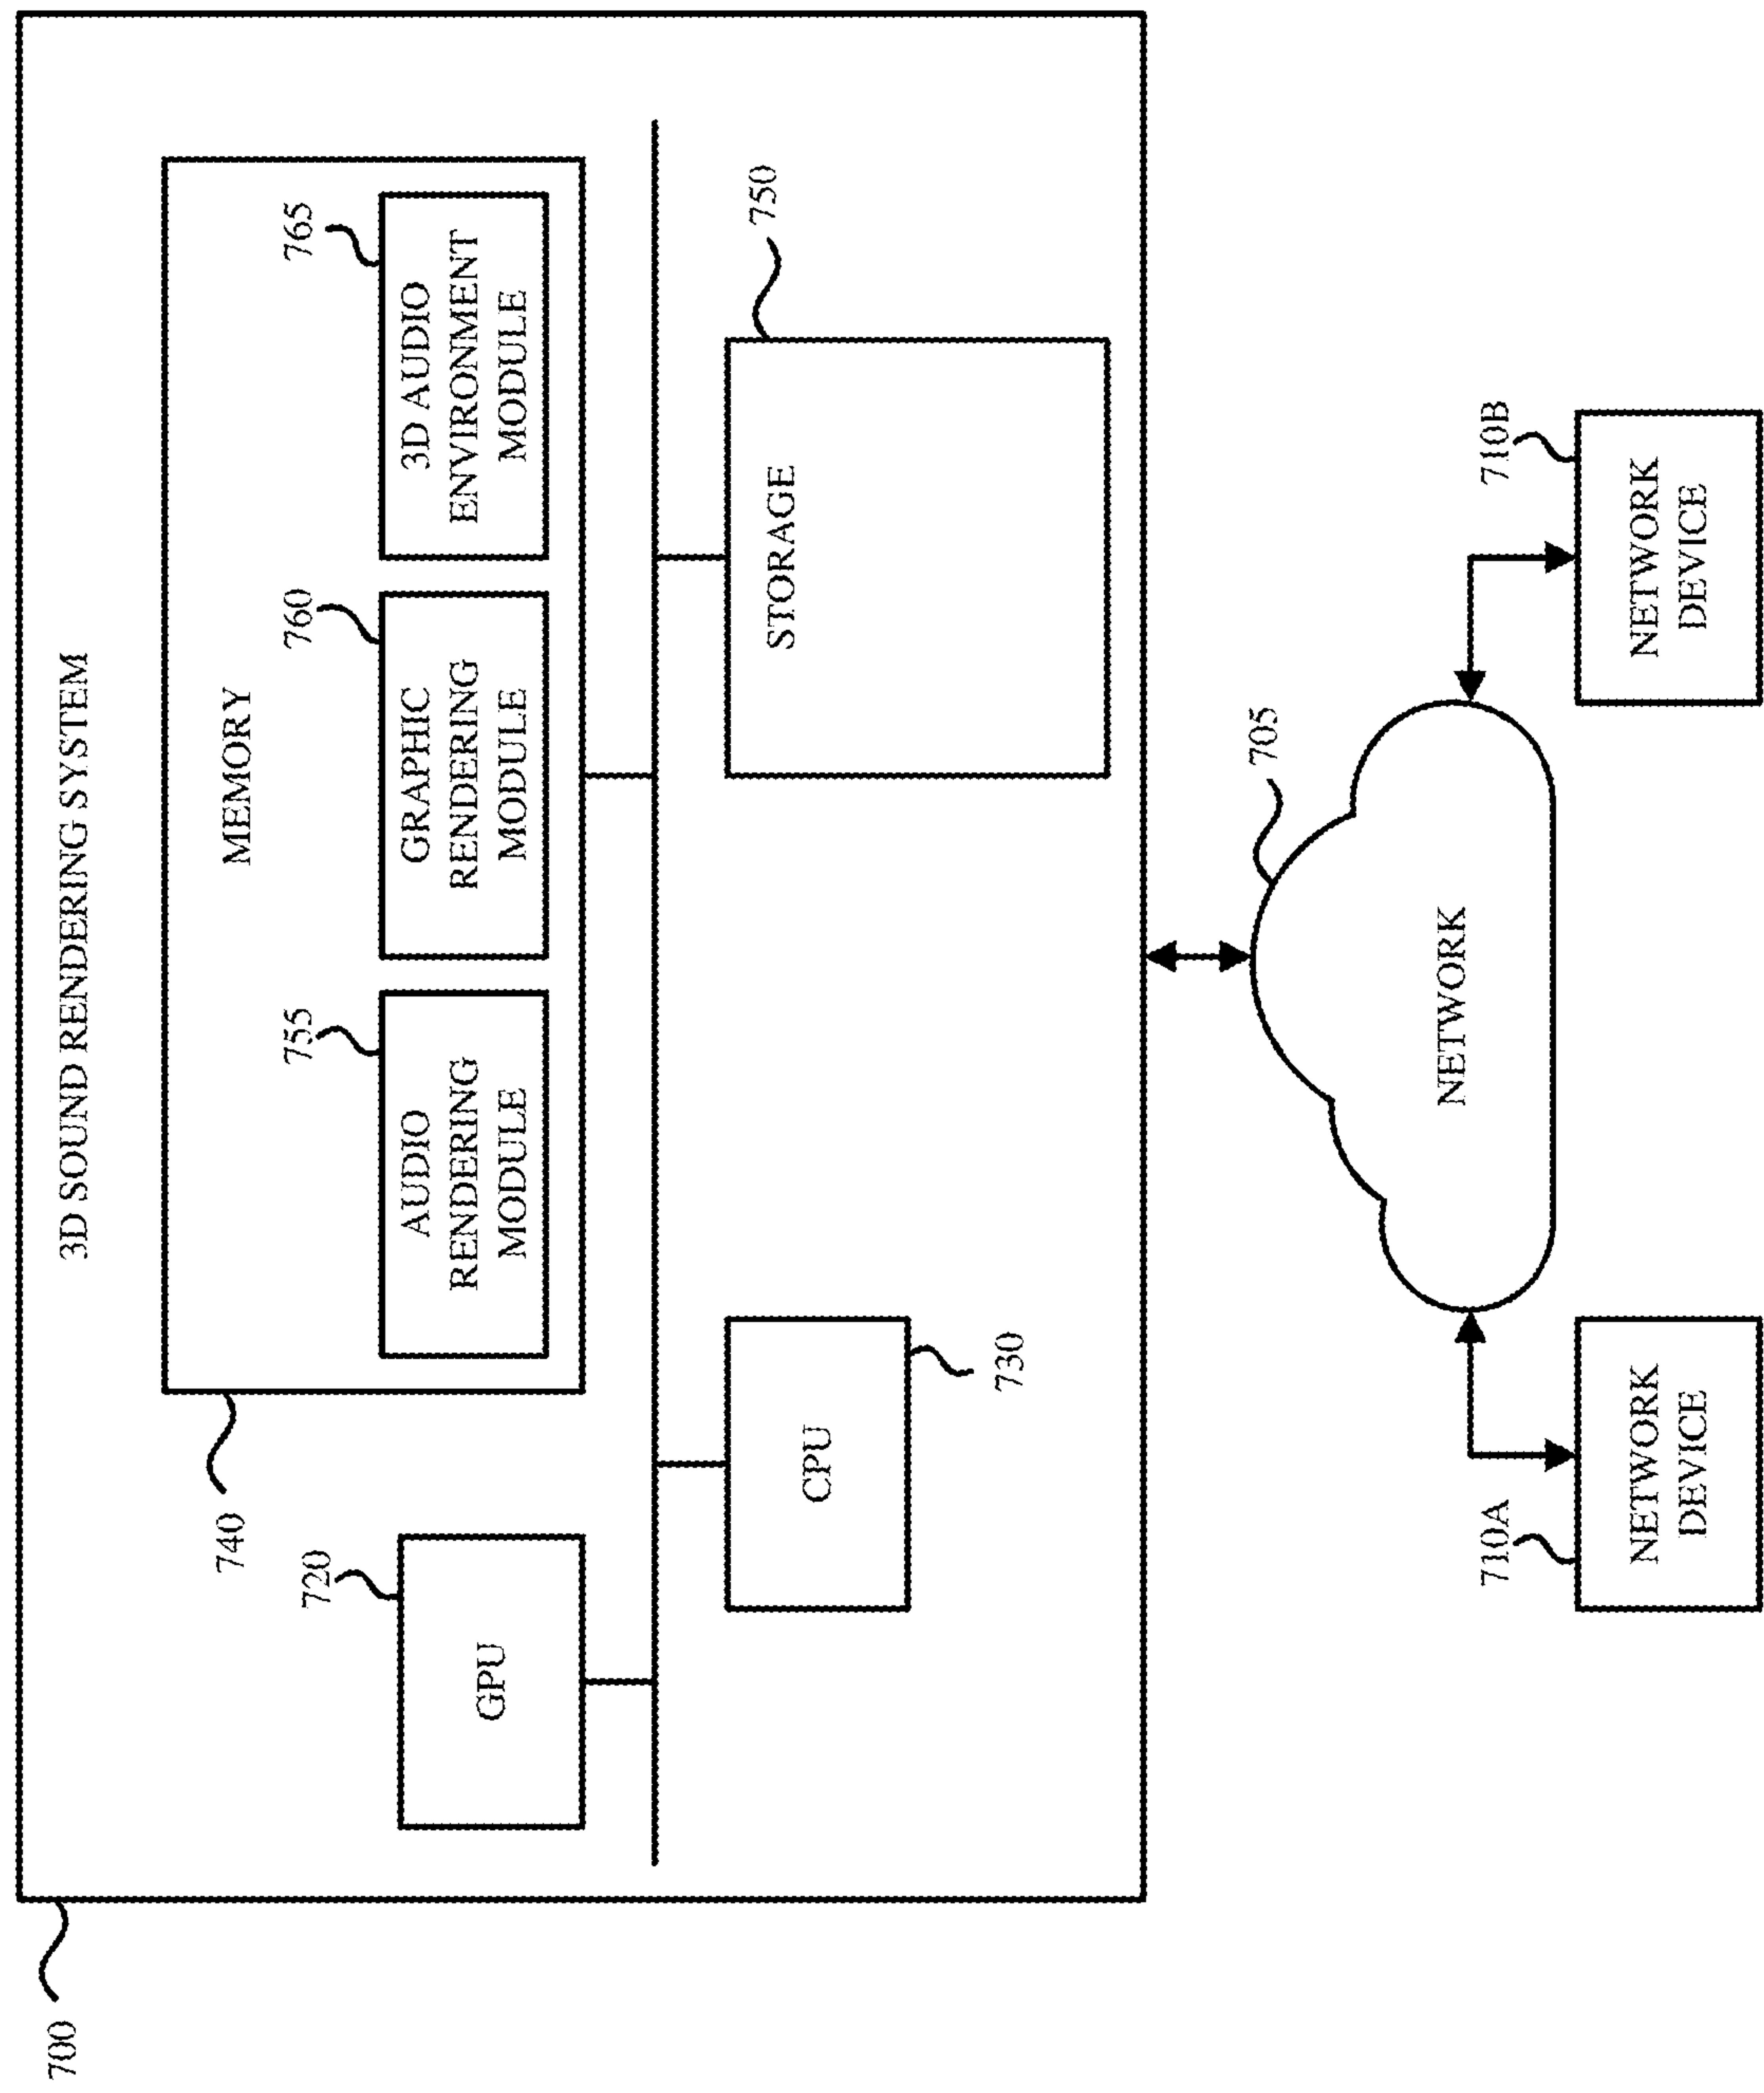 700
3D SOUND RENDERING SYSTEM
740
MEMORY
720
755
760
765
GPU
AUDIO
RENDERING
MODULE
GRAPHIC
RENDERING
MODULE
3D AUDIO
ENVIRONMENT
MODULE
750
CPU
STORAGE
730
705
NETWORK
710A
710B
NETWORK
DEVICE
NETWORK
DEVICE